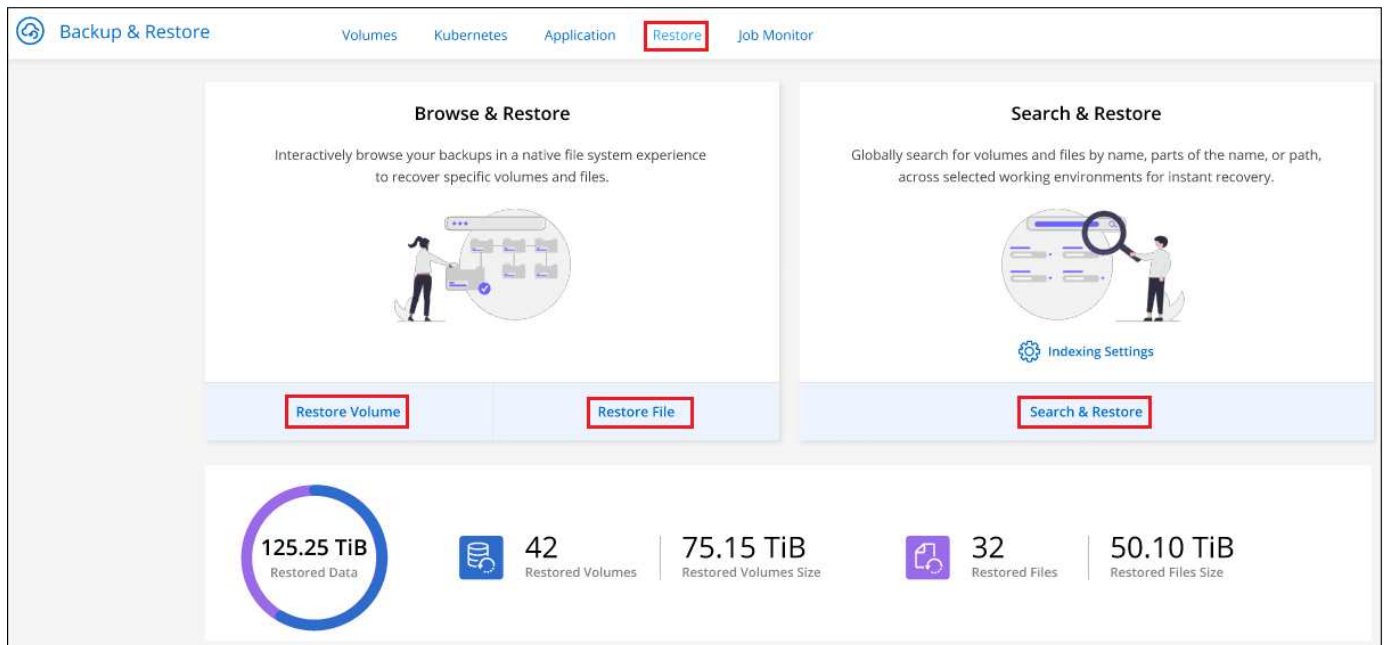 Backup & Restore
Volumes
Kubernetes
Application
Restore
Job Monitor
Browse & Restore
Interactively browse your backups in a native file system experience
to recover specific volumes and files.
Restore Volume
Restore File
Search & Restore
Globally search for volumes and files by name, parts of the name, or path,
across selected working environments for instant recovery.
Indexing Settings
Search & Restore
125.25 TiB
Restored Data
42
Restored Volumes
75.15 TiB
Restored Volumes Size
32
Restored Files
50.10 TiB
Restored Files Size